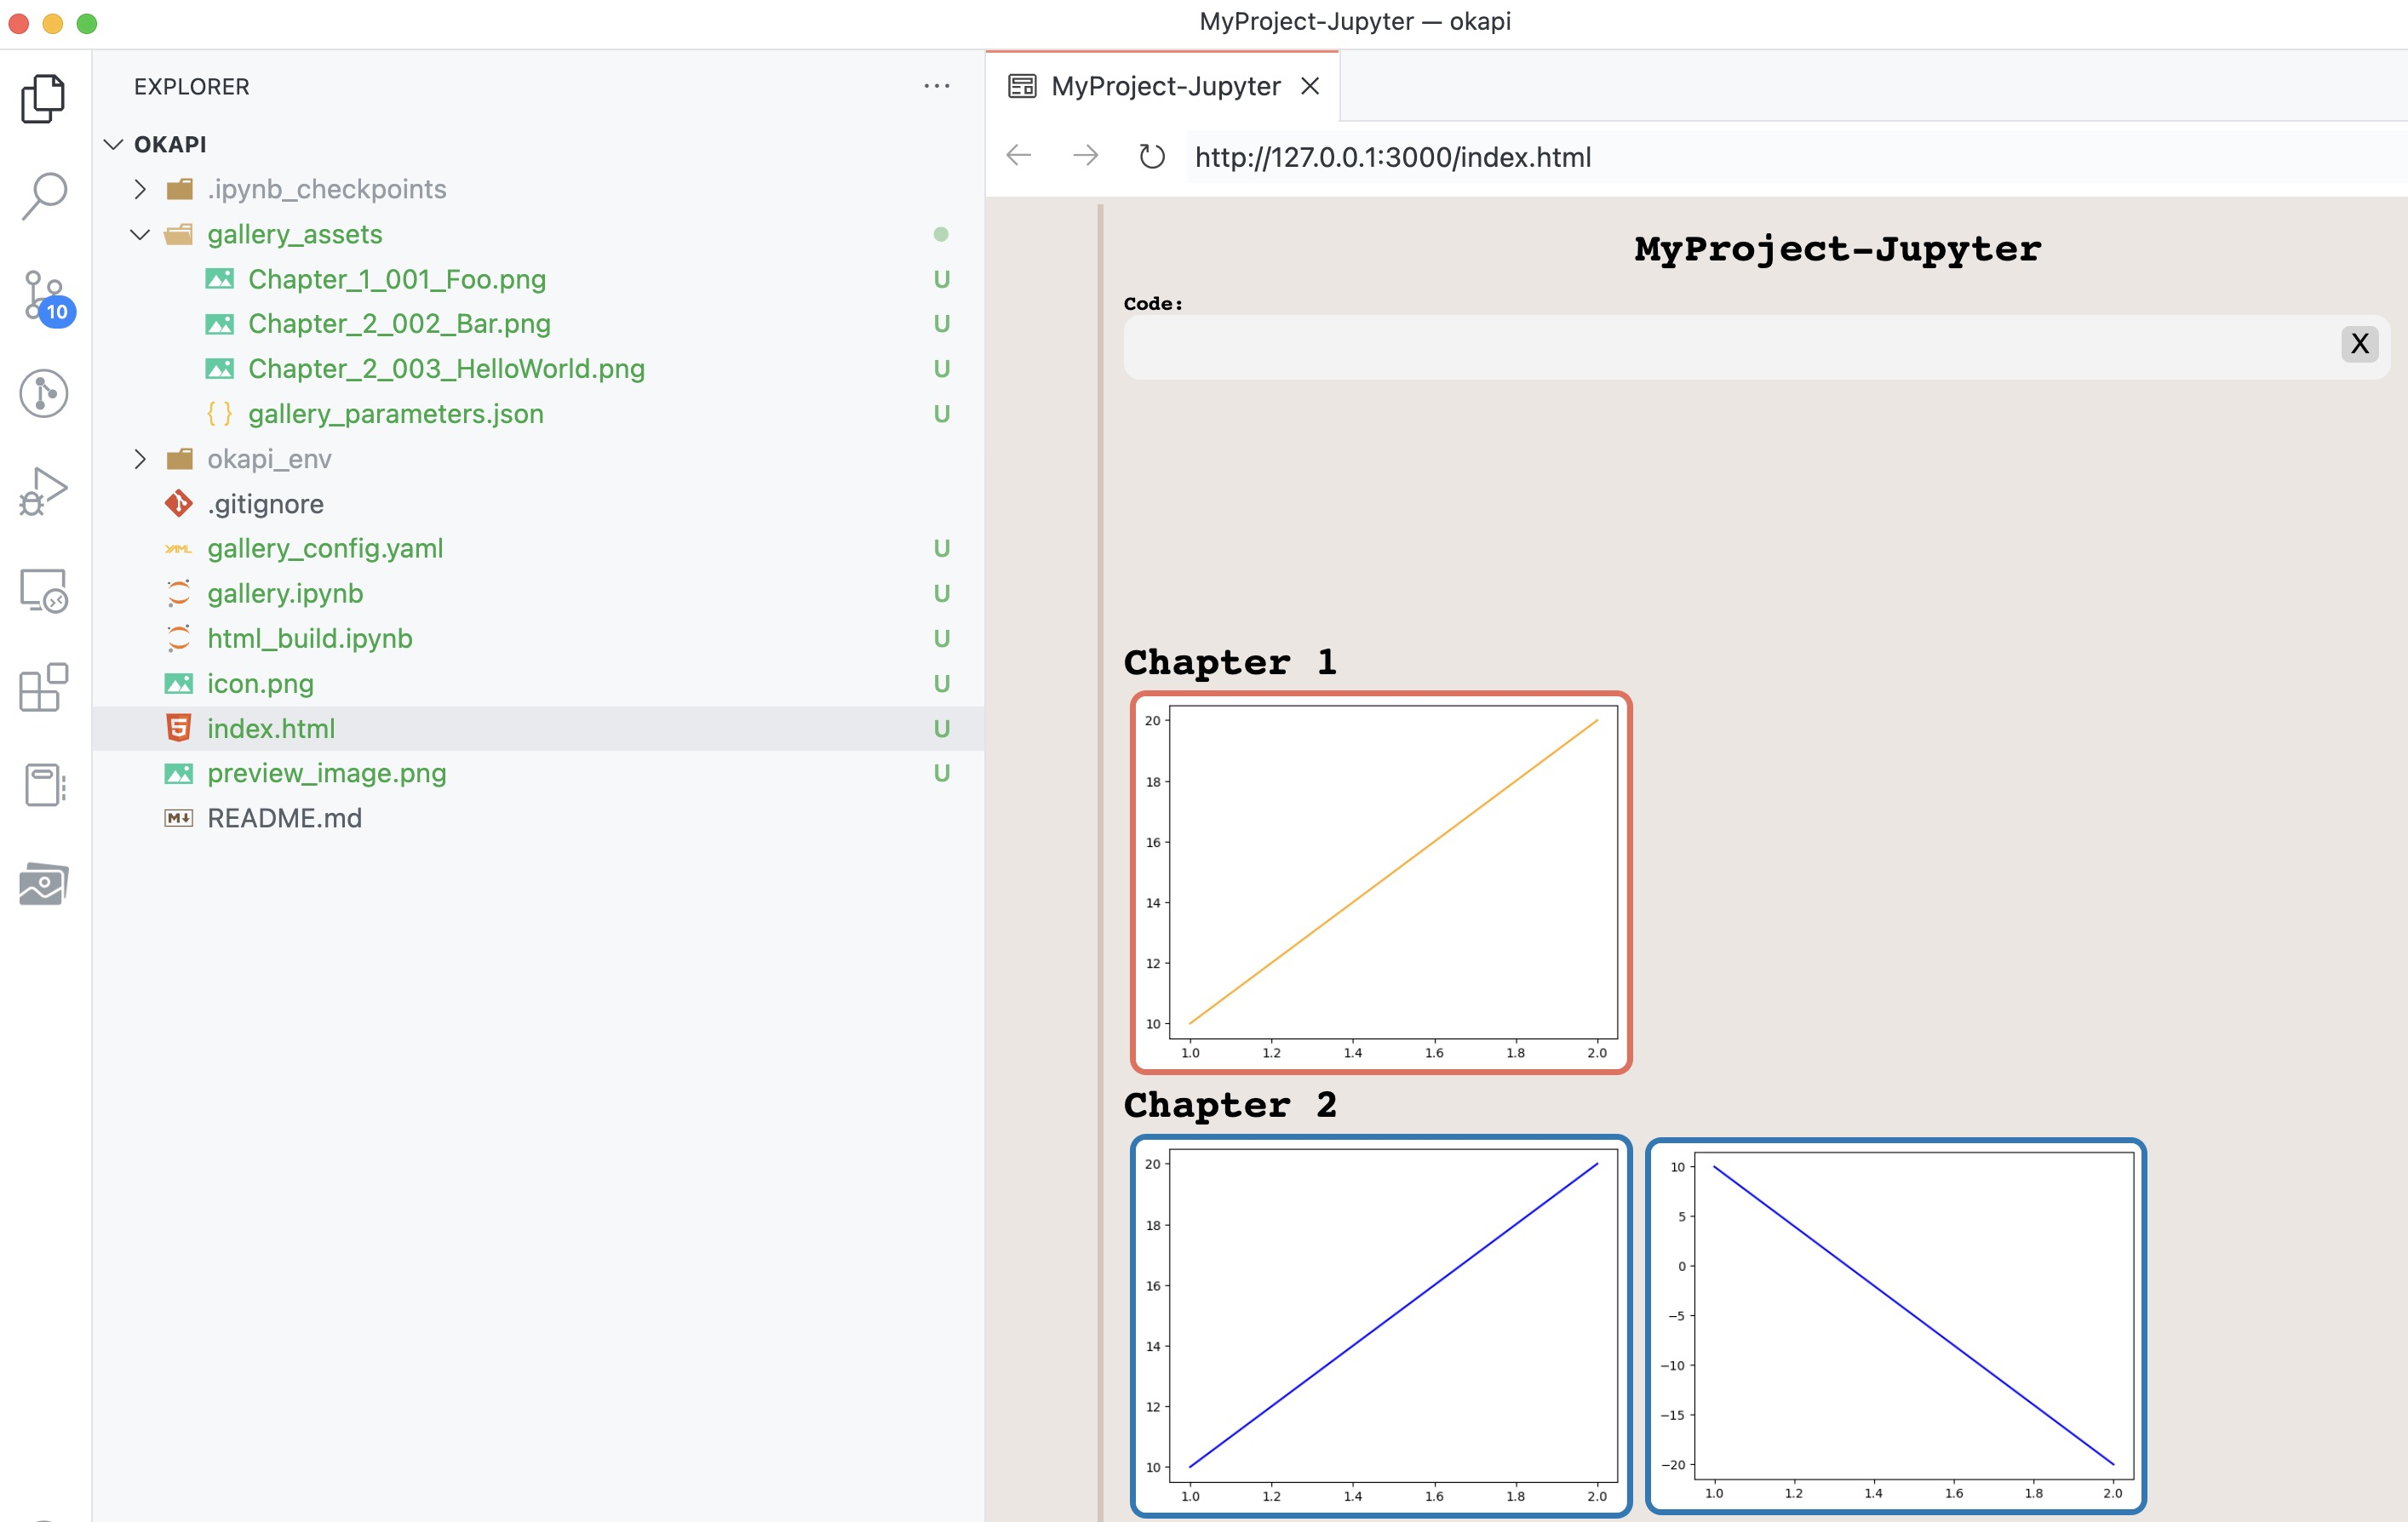 MyProject-Jupyter — okapi
EXPLORER
OKAPI
.ipynb_checkpoints
gallery_assets
Chapter_1_001_Foo.png U
Chapter_2_002_Bar.png U
10
Chapter_2_003_HelloWorld.png U
{ } gallery_parameters.json U
okapi_env
.gitignore
YAML gallery_config.yaml U
gallery.ipynb U
html_build.ipynb U
icon.png U
5 index.html U
preview_image.png U
M README.md
MyProject-Jupyter
http://127.0.0.1:3000/index.html
MyProject-Jupyter
Code:
X
Chapter 1
20
18
16
14
12
10
1.0 1.2 1.4 1.6 1.8 2.0
Chapter 2
20
18
16
14
12
10
1.0 1.2 1.4 1.6 1.8 2.0
10
5
0
−5
−10
−15
−20
1.0 1.2 1.4 1.6 1.8 2.0